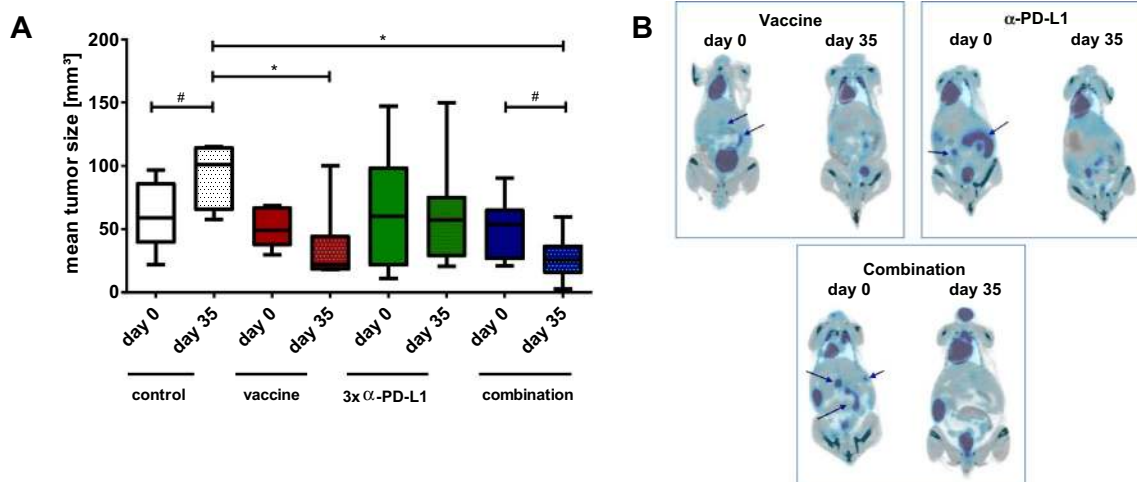 A
mean tumor size [mm³]
200
150
100
50
0
*
*
#
#
day 0
day 35
day 0
day 35
day 0
day 35
day 0
day 35
control
vaccine
3x α-PD-L1
combination
B
Vaccine
day 0
day 35
α-PD-L1
day 0
day 35
Combination
day 0
day 35